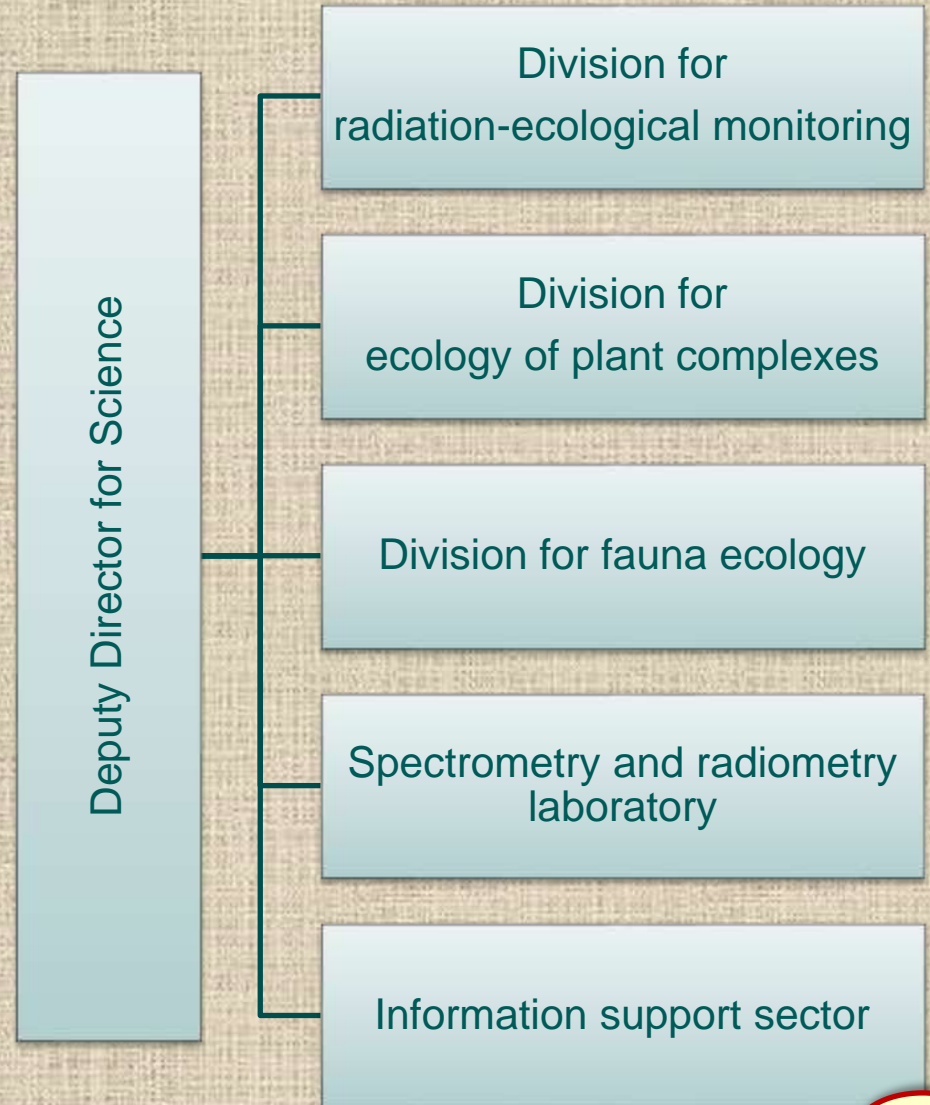 Deputy Director for Science
Division for
radiation-ecological monitoring
Division for
ecology of plant complexes
Division for fauna ecology
Spectrometry and radiometry
laboratory
Information support sector